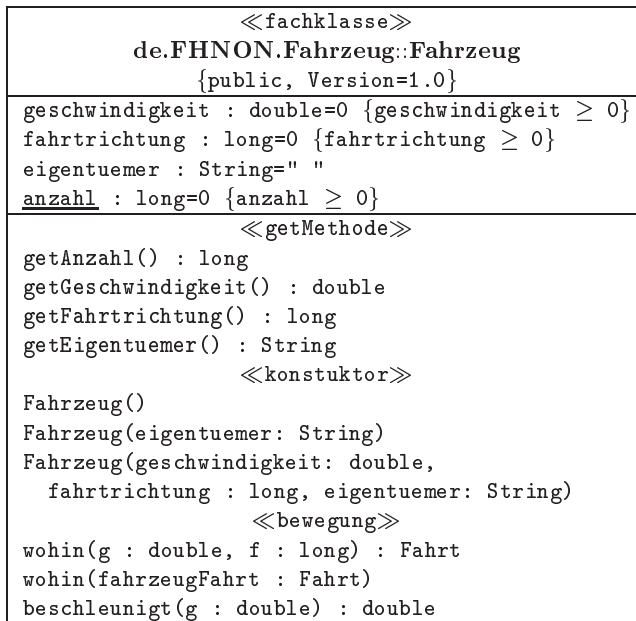 ≪fachklasse≫
de.FHNON.Fahrzeug::Fahrzeug
{public, Version=1.0}
geschwindigkeit : double=0 {geschwindigkeit ≥ 0}
fahrtrichtung : long=0 {fahrtrichtung ≥ 0}
eigentuemer : String=" "
anzahl : long=0 {anzahl ≥ 0}
≪getMethode≫
getAnzahl() : long
getGeschwindigkeit() : double
getFahrtrichtung() : long
getEigentuemer() : String
≪konstuktor≫
Fahrzeug()
Fahrzeug(eigentuemer: String)
Fahrzeug(geschwindigkeit: double,
fahrtrichtung : long, eigentuemer: String)
≪bewegung≫
wohin(g : double, f : long) : Fahrt
wohin(fahrzeugFahrt : Fahrt)
beschleunigt(g : double) : double